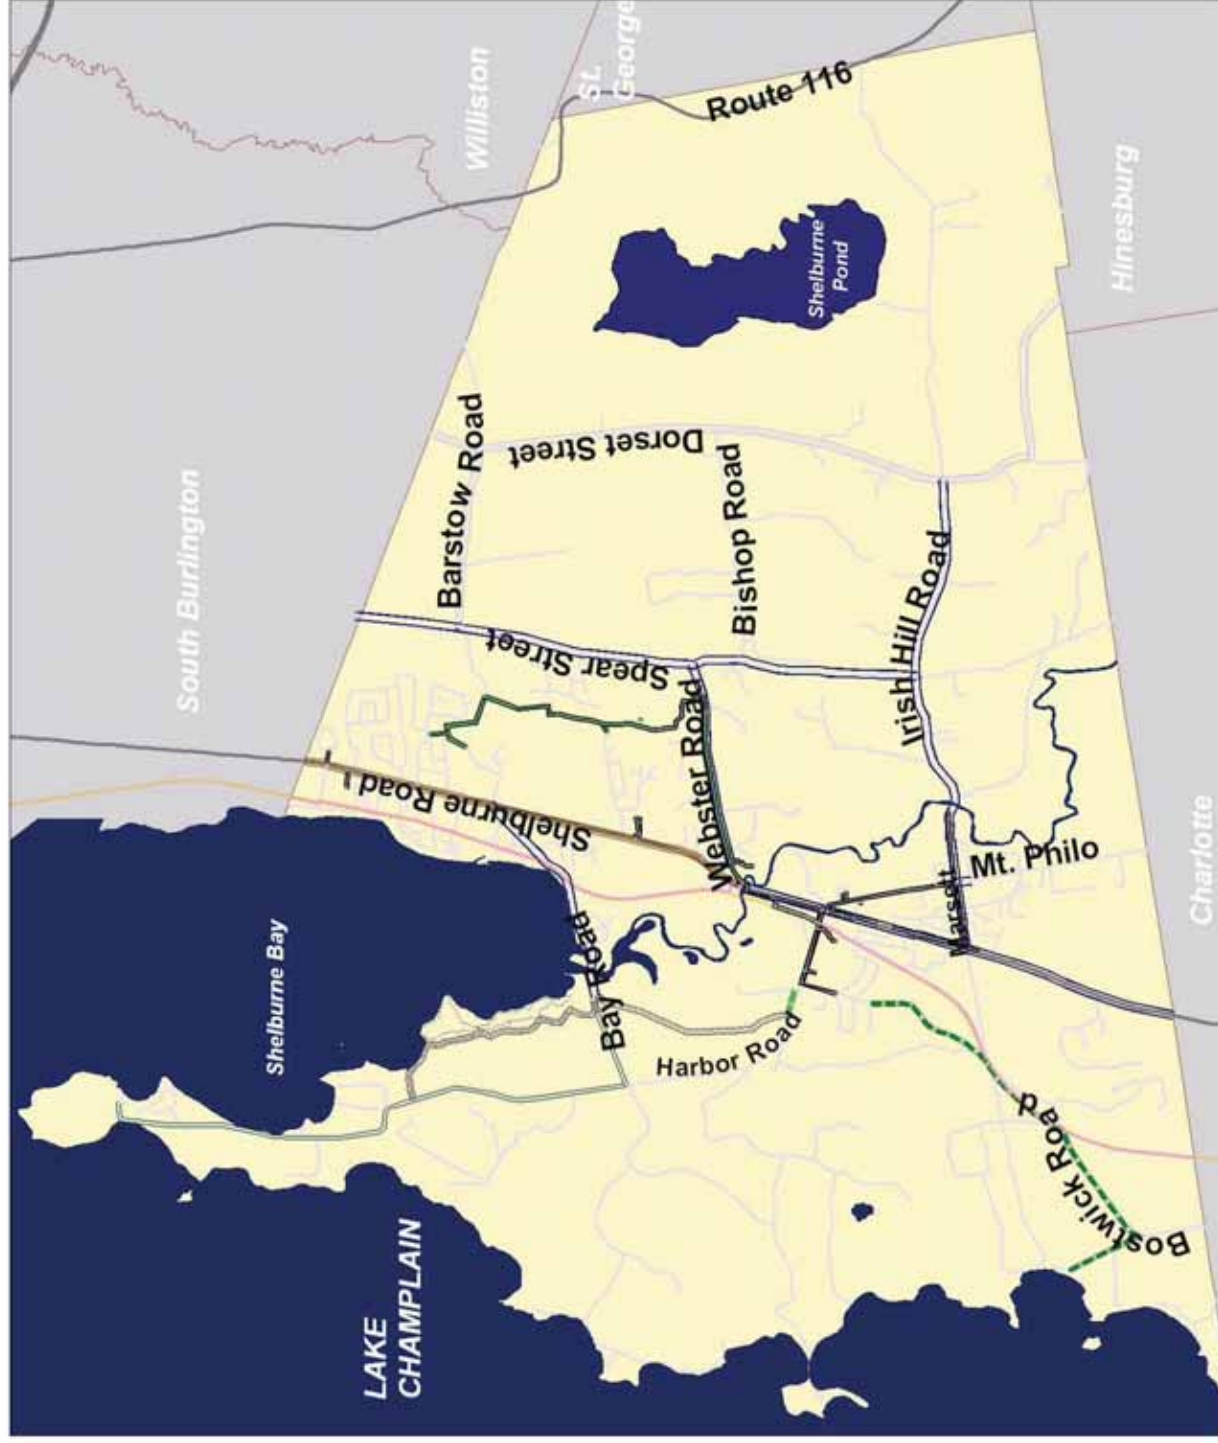 Williston
St.
George
Route 116
Hinesburg
Shelburne
Pond
South Burlington
Barstow Road
Dorset Street
Bishop Road
Spear Street
Irish Hill Road
Webster Road
Shelburne Road
Mt. Philo
Marsett
Charlotte
Shelburne Bay
Bay Road
Harbor Road
Bostwick Road
LAKE
CHAMPLAIN